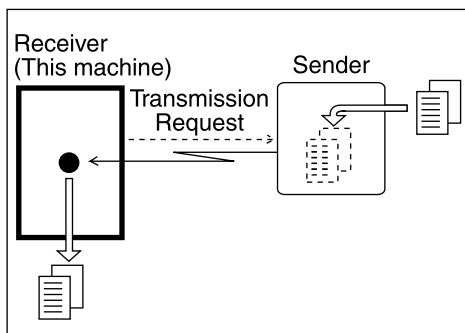 Receiver
(This machine)
Sender
Transmission
Request